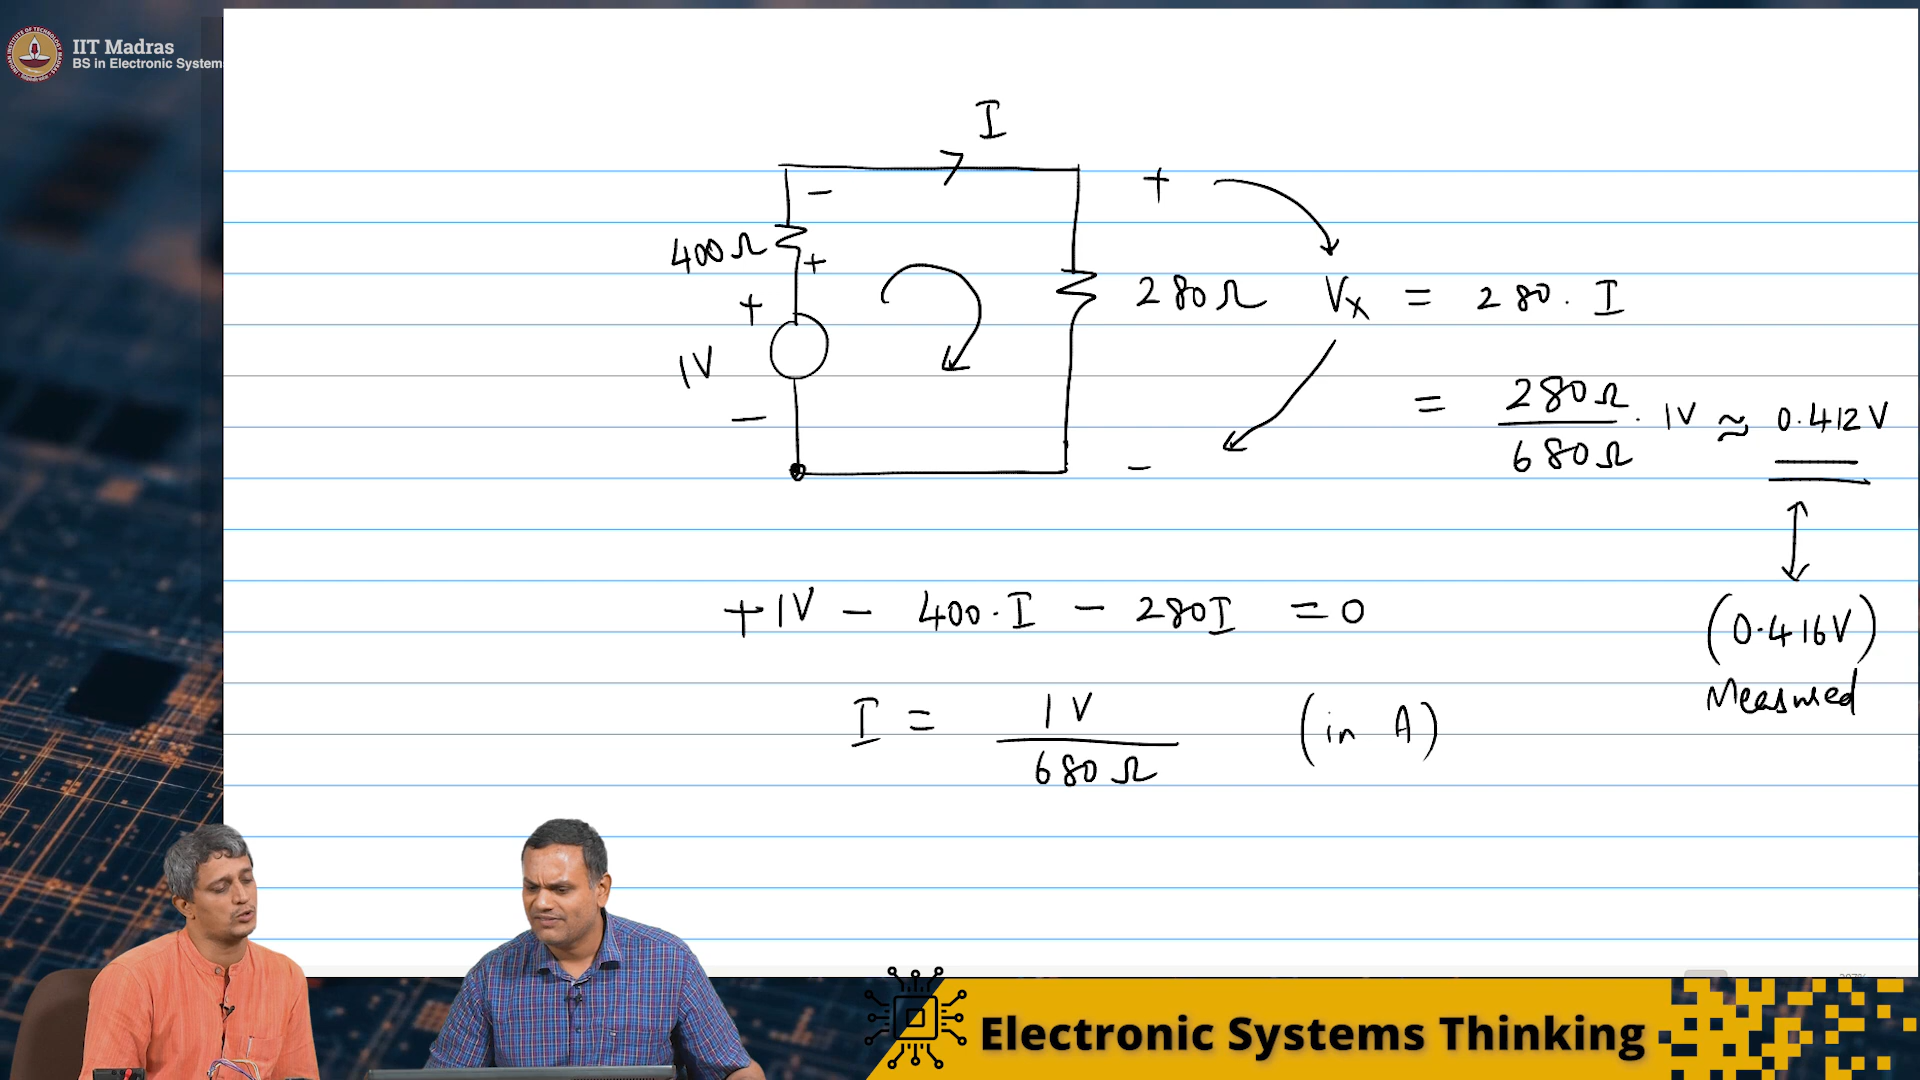 IIT Madras
BS in Electronic System
I
+
-
400Ω
+
+
280Ω Vx = 280 . I
1V
-
-
= 280Ω / 680Ω . 1V ≈ 0.412V
+1V - 400.I - 280I = 0
(0.416V)
Measured
I = 1V / 680Ω (in A)
Electronic Systems Thinking